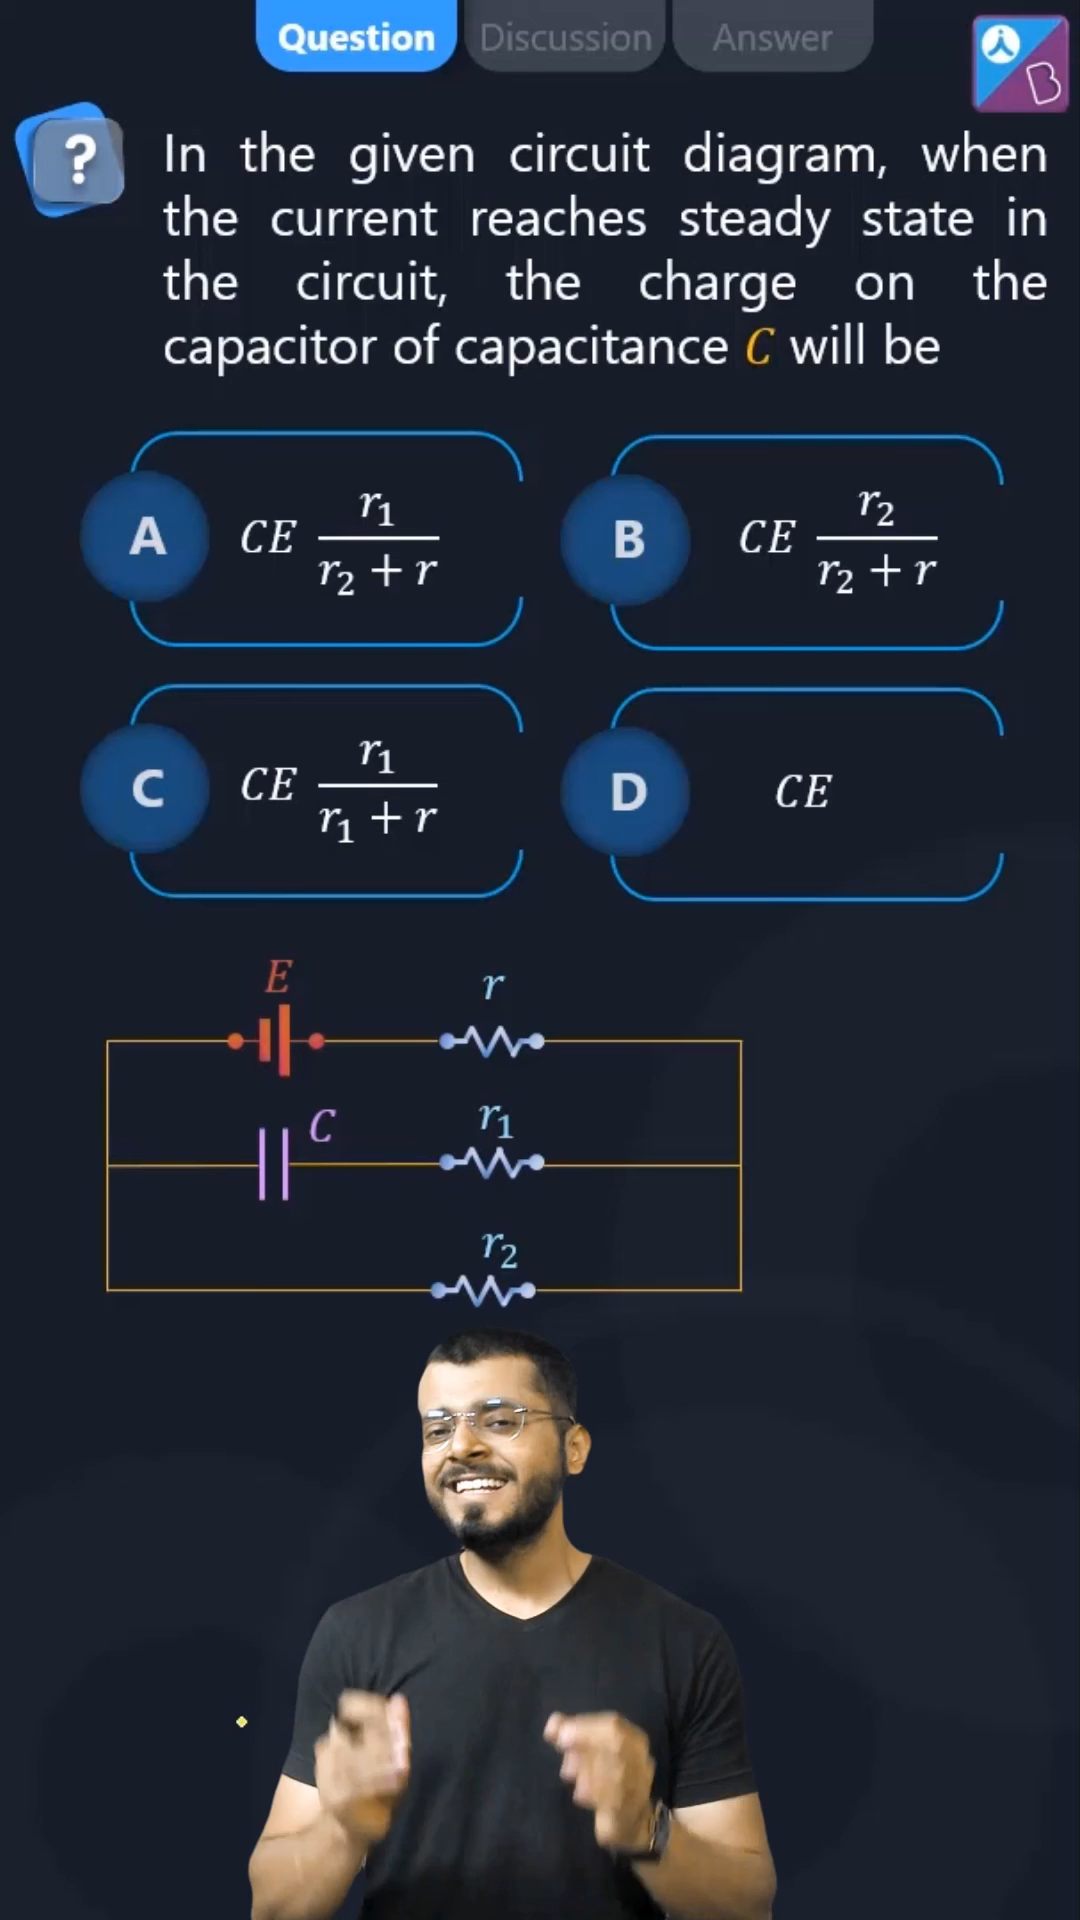 Question Discussion Answer
?
In the given circuit diagram, when
the current reaches steady state in
the circuit, the charge on the
capacitor of capacitance C will be
A CE r₁/(r₂ + r)
B CE r₂/(r₂ + r)
C CE r₁/(r₁ + r)
D CE
E r
C r₁
r₂